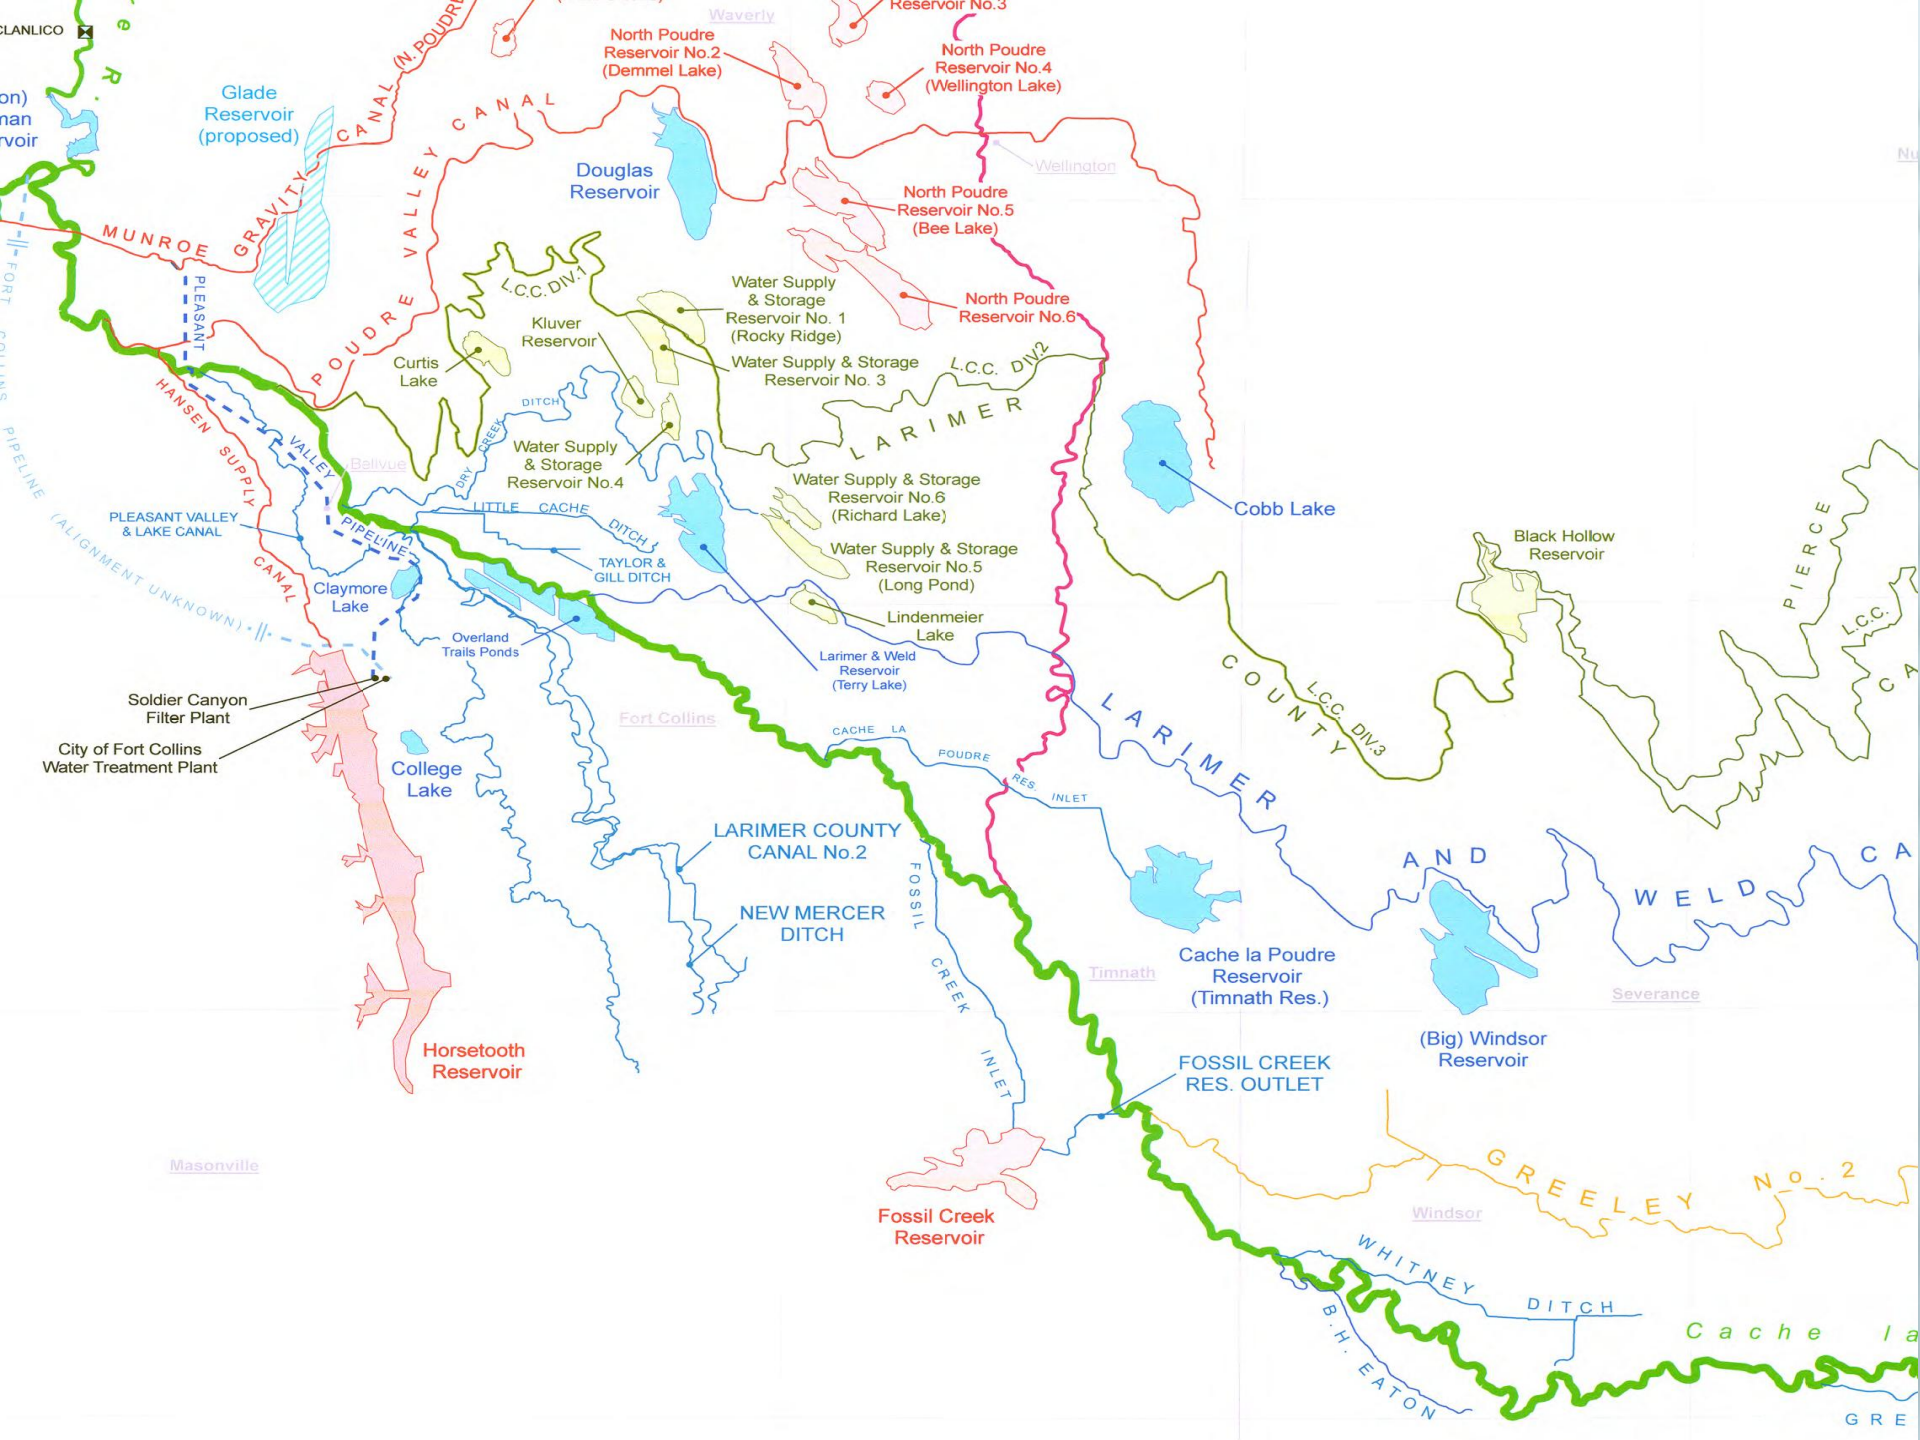 Waverly
Reservoir No.3
CLANLICO
e
R.
CANAL (N. POUDRE
North Poudre
Reservoir No.2
(Demmel Lake)
North Poudre
Reservoir No.4
(Wellington Lake)
Glade
Reservoir
(proposed)
on)
man
rvoir
POUDRE VALLEY CANAL
Douglas
Reservoir
Wellington
Nu
North Poudre
Reservoir No.5
(Bee Lake)
MUNROE GRAVITY
PLEASANT VALLEY PIPELINE
FORT COLLINS PIPELINE (ALIGNMENT UNKNOWN)
L.C.C. DIV.1
Water Supply
& Storage
Reservoir No. 1
(Rocky Ridge)
North Poudre
Reservoir No.6
Kluver
Reservoir
Curtis
Lake
Water Supply & Storage
Reservoir No. 3
L.C.C. DIV.2
LARIMER
HANSEN SUPPLY CANAL
DRY CREEK DITCH
Water Supply
& Storage
Reservoir No.4
Bellvue
Water Supply & Storage
Reservoir No.6
(Richard Lake)
Cobb Lake
LITTLE CACHE DITCH
PLEASANT VALLEY
& LAKE CANAL
Black Hollow
Reservoir
PIERCE
Water Supply & Storage
Reservoir No.5
(Long Pond)
TAYLOR &
GILL DITCH
Claymore
Lake
Lindenmeier
Lake
L.C.C.
CA
Overland
Trails Ponds
Larimer & Weld
Reservoir
(Terry Lake)
COUNTY
L.C.C. DIV.3
Soldier Canyon
Filter Plant
City of Fort Collins
Water Treatment Plant
Fort Collins
College
Lake
CACHE LA POUDRE RES. INLET
LARIMER AND WELD CA
LARIMER COUNTY
CANAL No.2
FOSSIL CREEK INLET
NEW MERCER
DITCH
Timnath
Cache la Poudre
Reservoir
(Timnath Res.)
Severance
(Big) Windsor
Reservoir
Horsetooth
Reservoir
FOSSIL CREEK
RES. OUTLET
Masonville
Fossil Creek
Reservoir
GREELEY No.2
Windsor
WHITNEY DITCH
B.H. EATON
Cache la
GRE